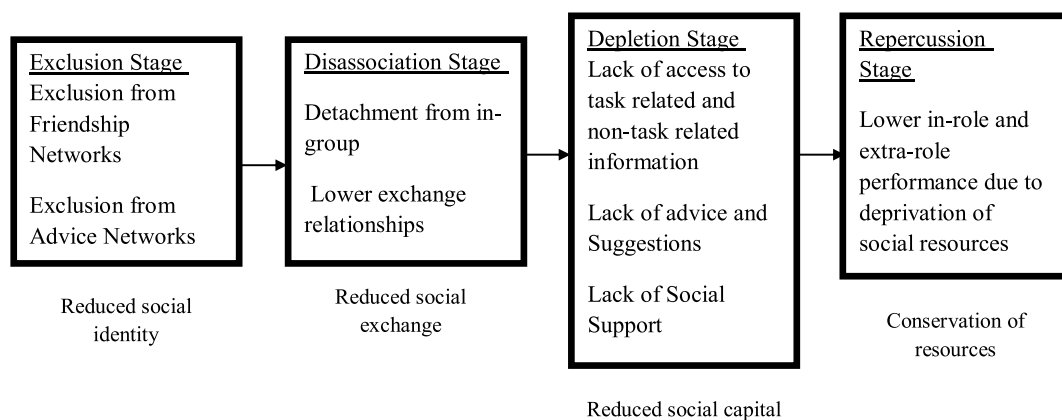 Exclusion Stage
Exclusion from
Friendship
Networks
Exclusion from
Advice Networks
Reduced social
identity
Disassociation Stage
Detachment from in-
group
Lower exchange
relationships
Reduced social
exchange
Depletion Stage
Lack of access to
task related and
non-task related
information
Lack of advice and
Suggestions
Lack of Social
Support
Reduced social capital
Repercussion
Stage
Lower in-role and
extra-role
performance due to
deprivation of
social resources
Conservation of
resources